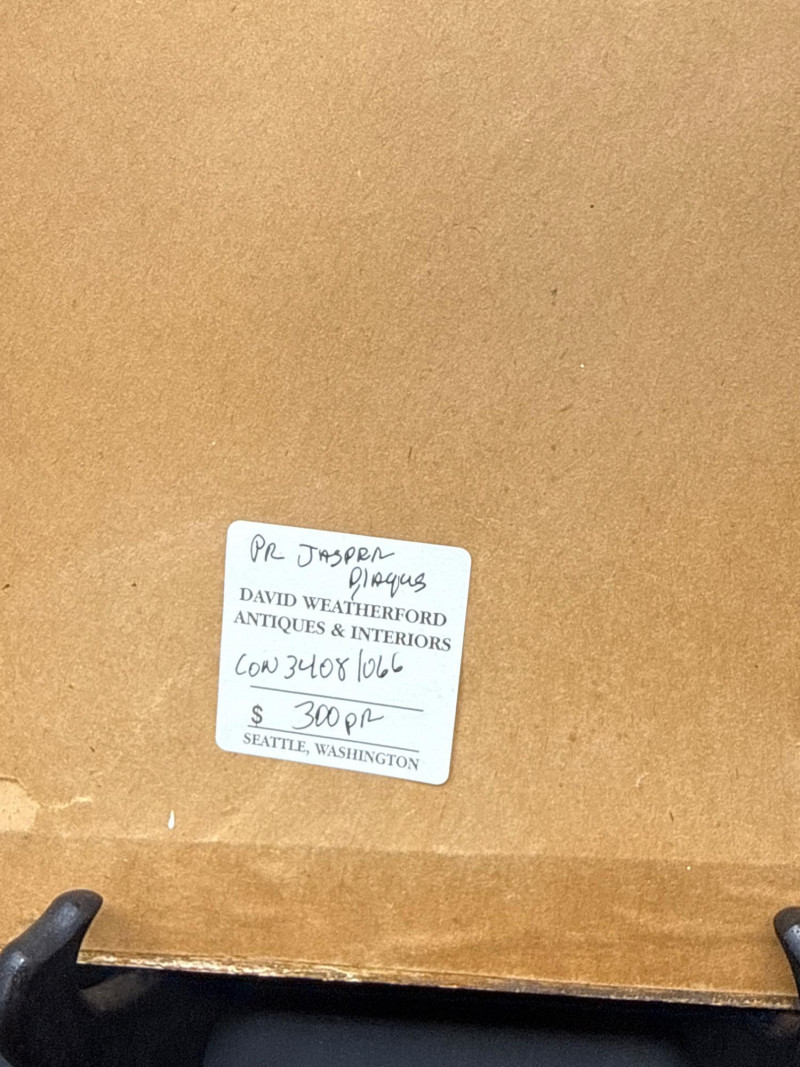 PR JASPER
Plaques
DAVID WEATHERFORD
ANTIQUES & INTERIORS
CON 3408/066
$ 300 pr
SEATTLE, WASHINGTON